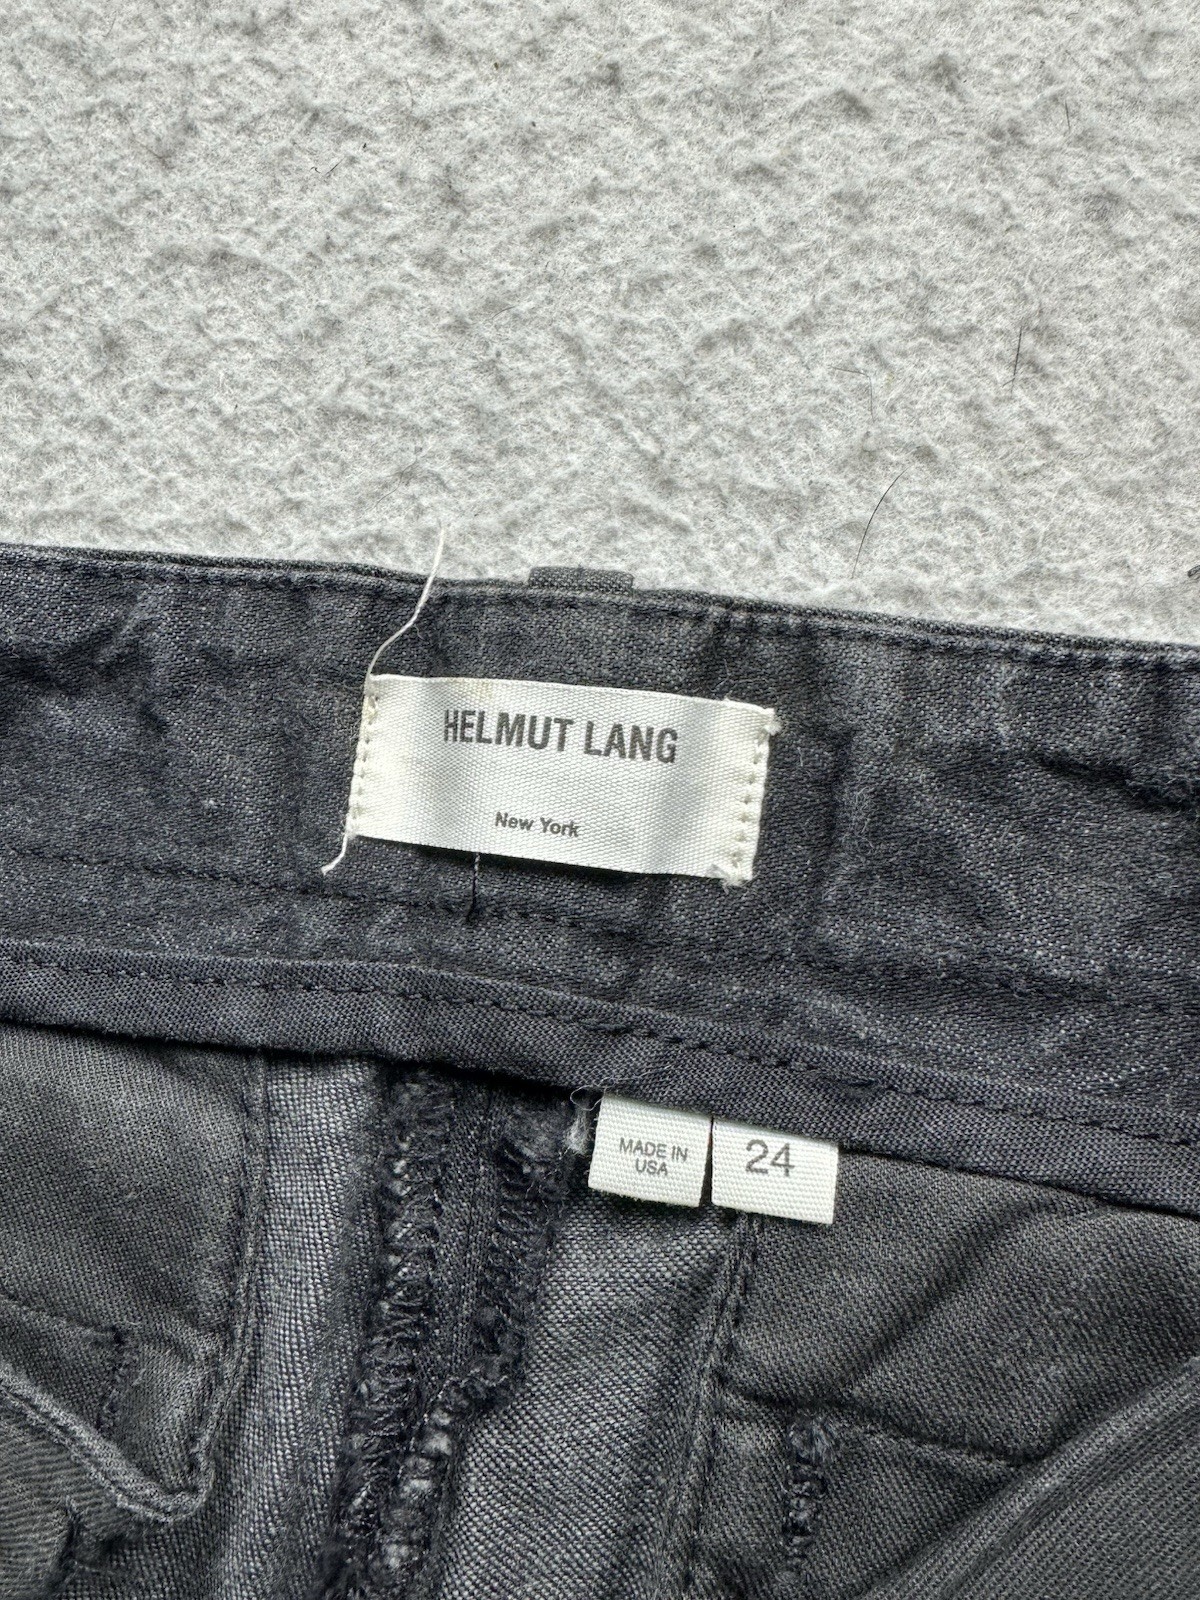 HELMUT LANG
New York
MADE IN
USA
24